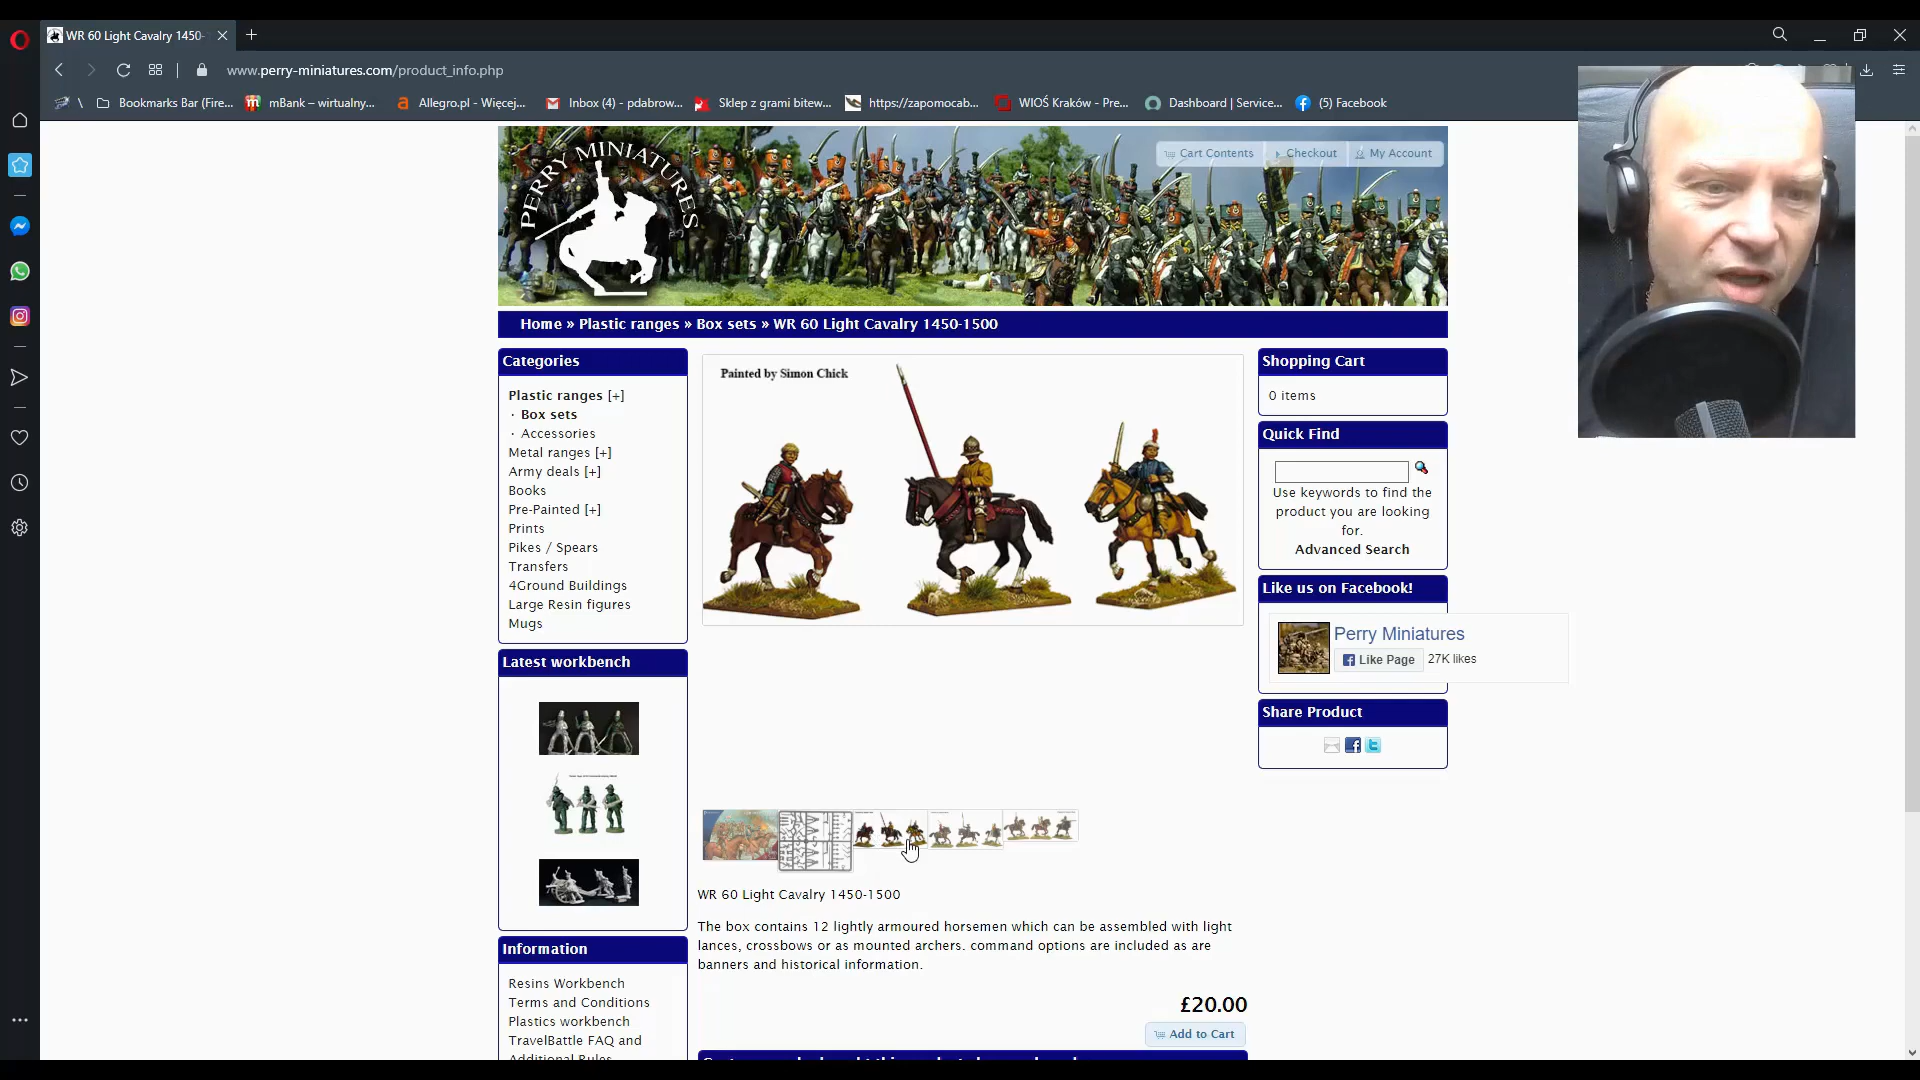 WR 60 Light Cavalry 1450-
www.perry-miniatures.com/product_info.php
\ Bookmarks Bar (Fire... mBank – wirtualny... Allegro.pl - Więcej... Inbox (4) - pdabrow... Sklep z grami bitew... https://zapomocab... WIOŚ Kraków - Pre... Dashboard | Service... (5) Facebook
PERRY MINIATURES
Cart Contents Checkout My Account
Home » Plastic ranges » Box sets » WR 60 Light Cavalry 1450-1500
Categories
Plastic ranges [+]
· Box sets
· Accessories
Metal ranges [+]
Army deals [+]
Books
Pre-Painted [+]
Prints
Pikes / Spears
Transfers
4Ground Buildings
Large Resin figures
Mugs
Latest workbench
Information
Resins Workbench
Terms and Conditions
Plastics workbench
TravelBattle FAQ and
Additional Rules
Painted by Simon Chick
WR 60 Light Cavalry 1450-1500
The box contains 12 lightly armoured horsemen which can be assembled with light
lances, crossbows or as mounted archers. command options are included as are
banners and historical information.
£20.00
Add to Cart
Shopping Cart
0 items
Quick Find
Use keywords to find the
product you are looking
for.
Advanced Search
Like us on Facebook!
Perry Miniatures
Like Page 27K likes
Share Product